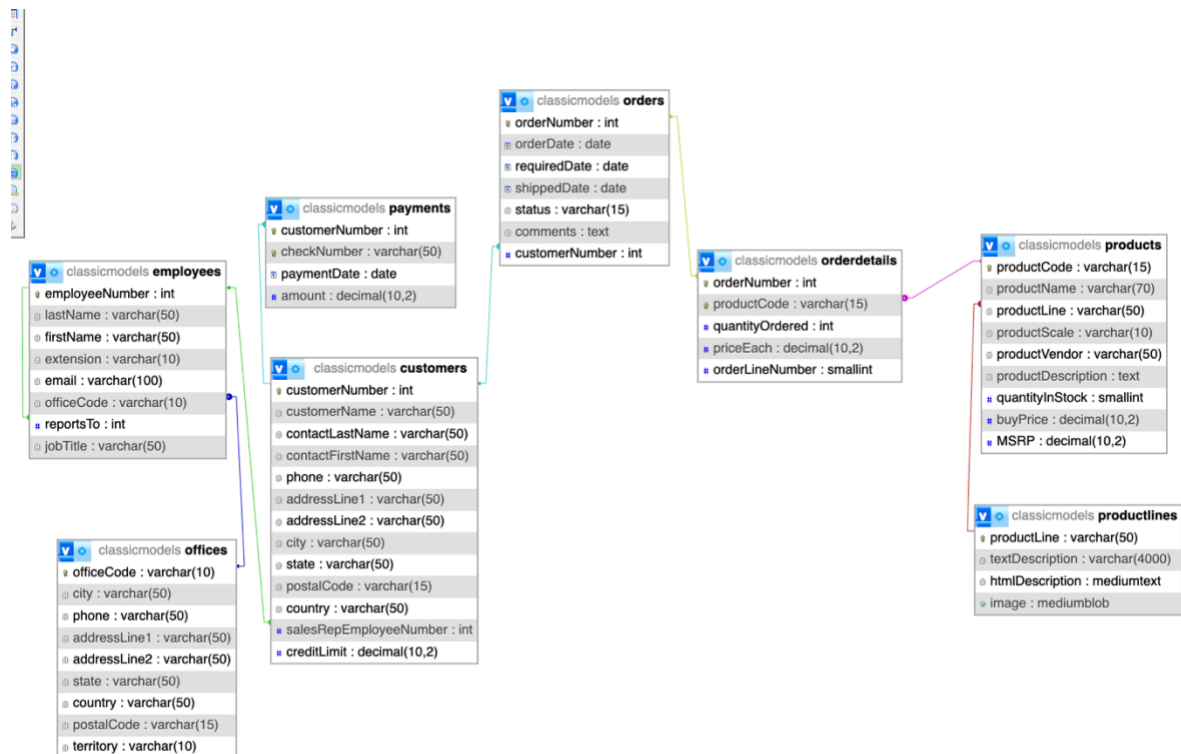 classicmodels orders
orderNumber : int
orderDate : date
requiredDate : date
shippedDate : date
status : varchar(15)
comments : text
customerNumber : int
classicmodels payments
customerNumber : int
checkNumber : varchar(50)
paymentDate : date
amount : decimal(10,2)
classicmodels employees
employeeNumber : int
lastName : varchar(50)
firstName : varchar(50)
extension : varchar(10)
email : varchar(100)
officeCode : varchar(10)
reportsTo : int
jobTitle : varchar(50)
classicmodels customers
customerNumber : int
customerName : varchar(50)
contactLastName : varchar(50)
contactFirstName : varchar(50)
phone : varchar(50)
addressLine1 : varchar(50)
addressLine2 : varchar(50)
city : varchar(50)
state : varchar(50)
postalCode : varchar(15)
country : varchar(50)
salesRepEmployeeNumber : int
creditLimit : decimal(10,2)
classicmodels offices
officeCode : varchar(10)
city : varchar(50)
phone : varchar(50)
addressLine1 : varchar(50)
addressLine2 : varchar(50)
state : varchar(50)
country : varchar(50)
postalCode : varchar(15)
territory : varchar(10)
classicmodels orderdetails
orderNumber : int
productCode : varchar(15)
quantityOrdered : int
priceEach : decimal(10,2)
orderLineNumber : smallint
classicmodels products
productCode : varchar(15)
productName : varchar(70)
productLine : varchar(50)
productScale : varchar(10)
productVendor : varchar(50)
productDescription : text
quantityInStock : smallint
buyPrice : decimal(10,2)
MSRP : decimal(10,2)
classicmodels productlines
productLine : varchar(50)
textDescription : varchar(4000)
htmlDescription : mediumtext
image : mediumblob